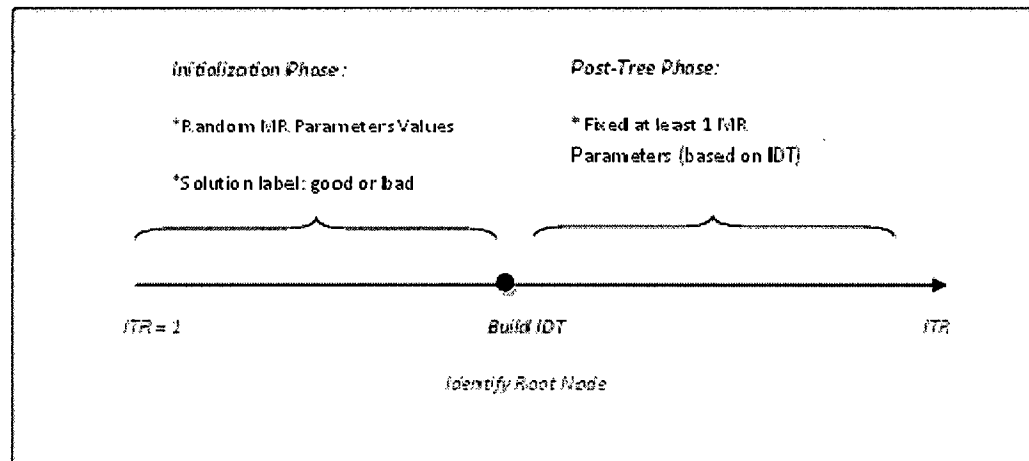 Initialization Phase:
*Random MR Parameters Values
*Solution label: good or bad
Post-Tree Phase:
* Fixed at least 1 MR
Parameters (based on IDT)
ITR = 1
Build IDT
ITR
Identify Root Node